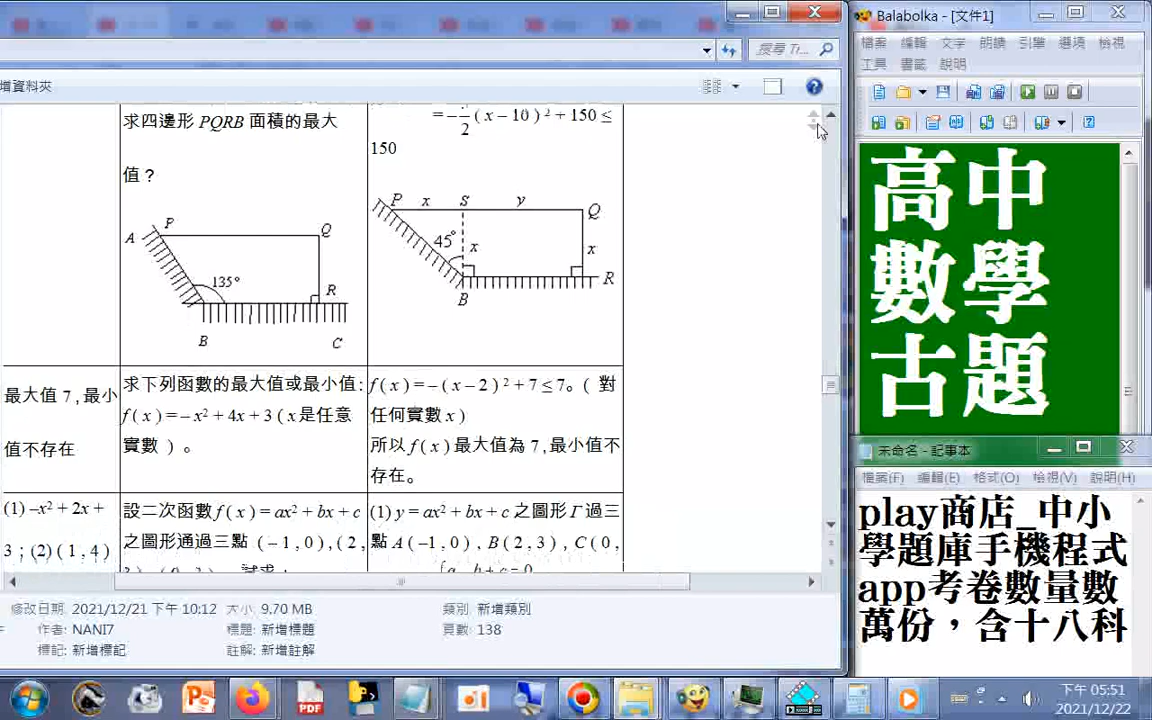 搜尋 Tr...
增資料夾
求四邊形 PQRB 面積的最大
值？
A
P
Q
135°
R
B
C
( x − 10 ) ² + 150 ≤
150
P
x
S
y
Q
45°
x
x
R
B
最大值 7 , 最小
值不存在
求下列函數的最大值或最小值:
f ( x ) = − x² + 4x + 3 ( x 是任意
實數 ) 。
f ( x ) = − ( x − 2 ) ² + 7 ≤ 7。( 對
任何實數 x )
所以 f ( x ) 最大值為 7 , 最小值不
存在。
(1) −x² + 2x +
3 ; (2) ( 1 , 4 )
設二次函數 f ( x ) = ax² + bx + c
之圖形通過三點 ( − 1 , 0 ) , ( 2 ,
(1) y = ax² + bx + c 之圖形 Γ 過三
點 A ( −1 , 0 ) , B ( 2 , 3 ) , C ( 0 ,
修改日期: 2021/12/21 下午 10:12
大小: 9.70 MB
類別: 新增類別
作者: NANI7
標題: 新增標題
頁數: 138
標記: 新增標記
註解: 新增註解
Balabolka - [文件1]
檔案 編輯 文字 朗讀 引擎 選項 檢視
工具 書籤 說明
高中
數學
古題
未命名 - 記事本
檔案(F) 編輯(E) 格式(O) 檢視(V) 說明(H)
play商店_中小
學題庫手機程式
app考卷數量數
萬份，含十八科
PDF
下午 05:51
2021/12/22